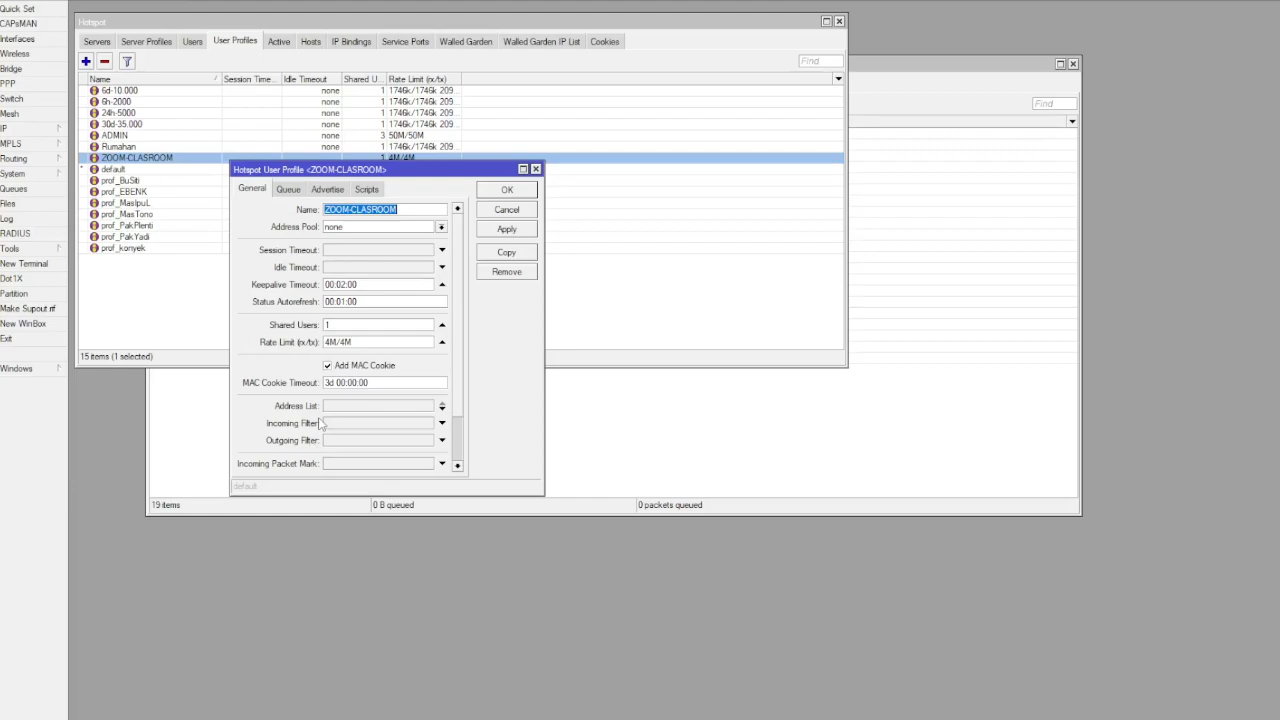 Quick Set
CAPsMAN
Interfaces
Wireless
Bridge
PPP
Switch
Mesh
IP
MPLS
Routing
System
Queues
Files
Log
RADIUS
Tools
New Terminal
Dot1X
Partition
Make Supout rif
New WinBox
Exit
Windows
Hotspot
Servers Server Profiles Users User Profiles Active Hosts IP Bindings Service Ports Walled Garden Walled Garden IP List Cookies
Find
Name Session Time... Idle Timeout Shared U... Rate Limit (rx/tx)
6d-10.000 none 1 1746k/1746k 209...
6h-2000 none 1 1746k/1746k 209...
24h-5000 none 1 1746k/1746k 209...
30d-35.000 none 1 1746k/1746k 209...
ADMIN 3 50M/50M
Rumahan none 1 1746k/1746k 209...
ZOOM-CLASROOM 1 4M/4M
* default
prof_BuSiti
prof_EBENK
prof_MasIpuL
prof_MasTono
prof_PakPlenti
prof_PakYadi
prof_konyek
15 items (1 selected)
Hotspot User Profile <ZOOM-CLASROOM>
General Queue Advertise Scripts
Name: ZOOM-CLASROOM
Address Pool: none
Session Timeout:
Idle Timeout:
Keepalive Timeout: 00:02:00
Status Autorefresh: 00:01:00
Shared Users: 1
Rate Limit (rx/tx): 4M/4M
Add MAC Cookie
MAC Cookie Timeout: 3d 00:00:00
Address List:
Incoming Filter:
Outgoing Filter:
Incoming Packet Mark:
default
OK
Cancel
Apply
Copy
Remove
Find
19 items 0 B queued 0 packets queued